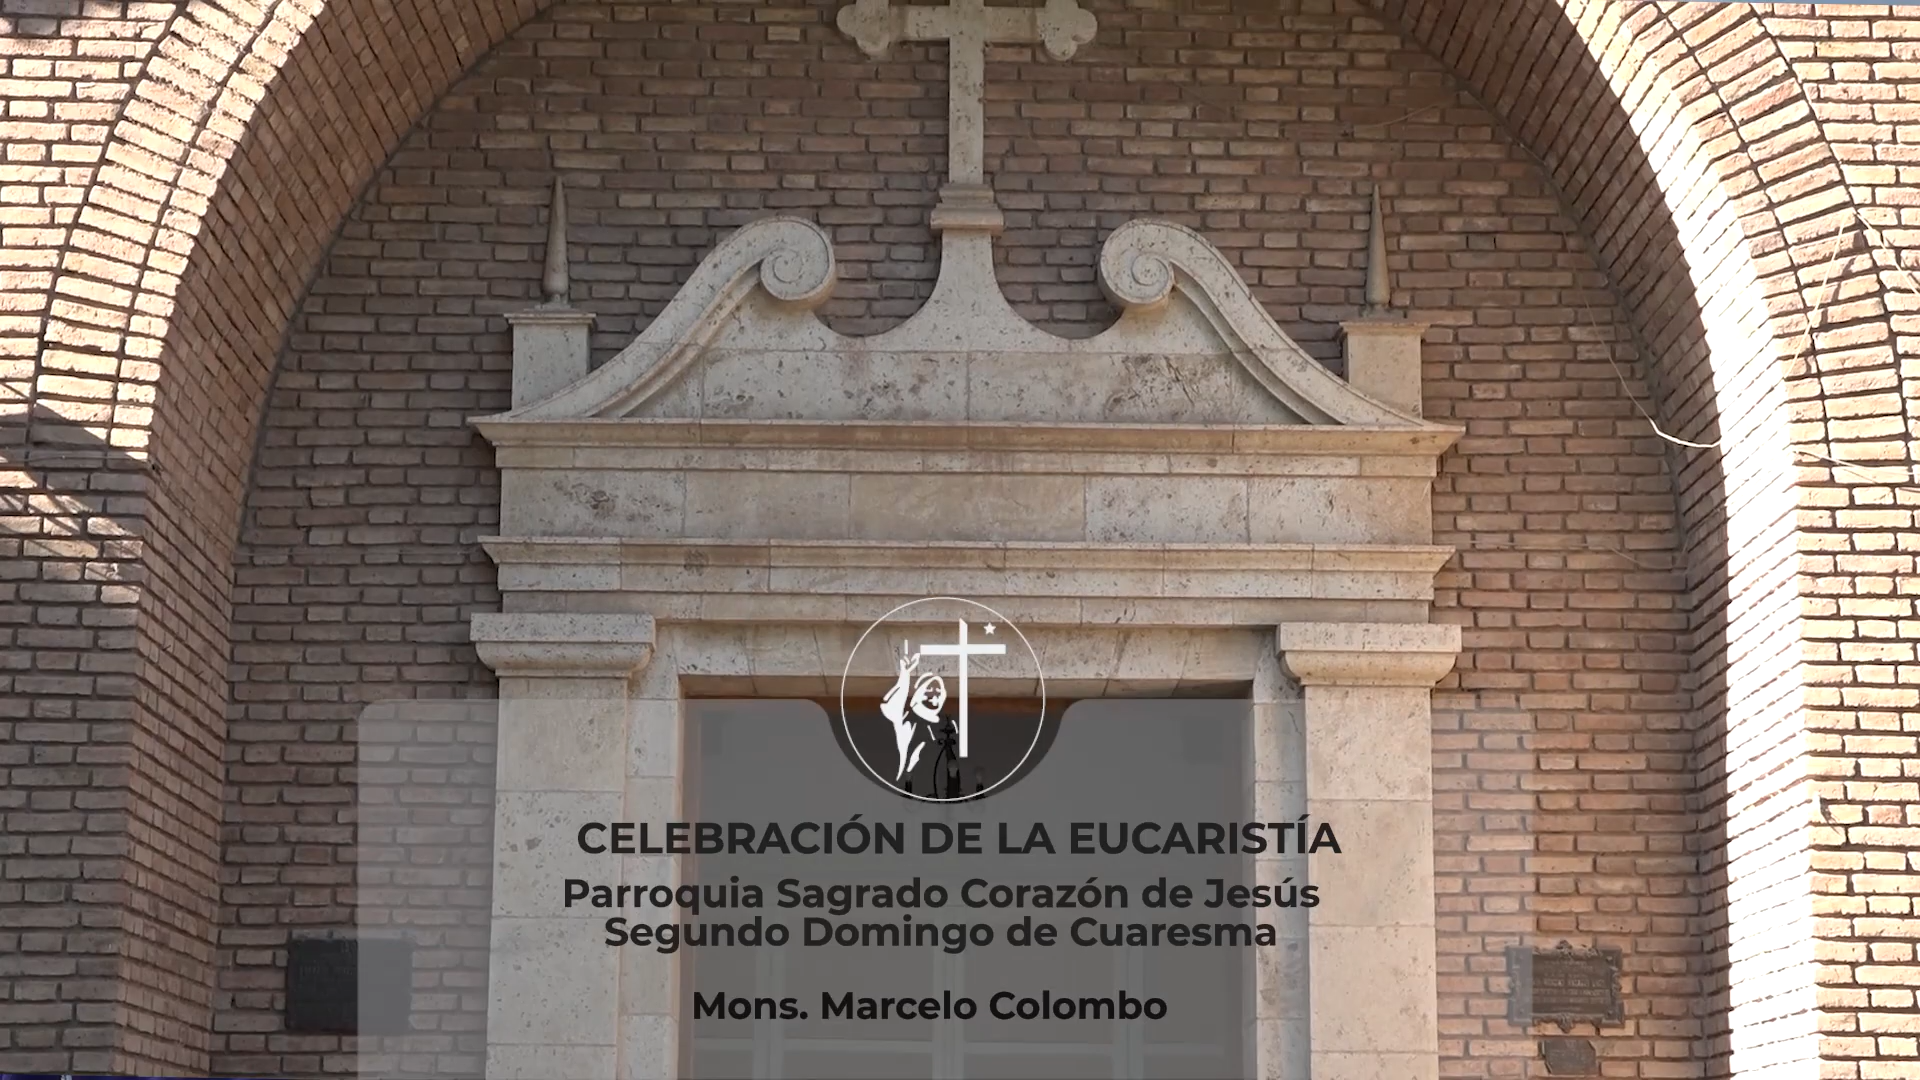 CELEBRACIÓN DE LA EUCARISTÍA
Parroquia Sagrado Corazón de Jesús
Segundo Domingo de Cuaresma
Mons. Marcelo Colombo